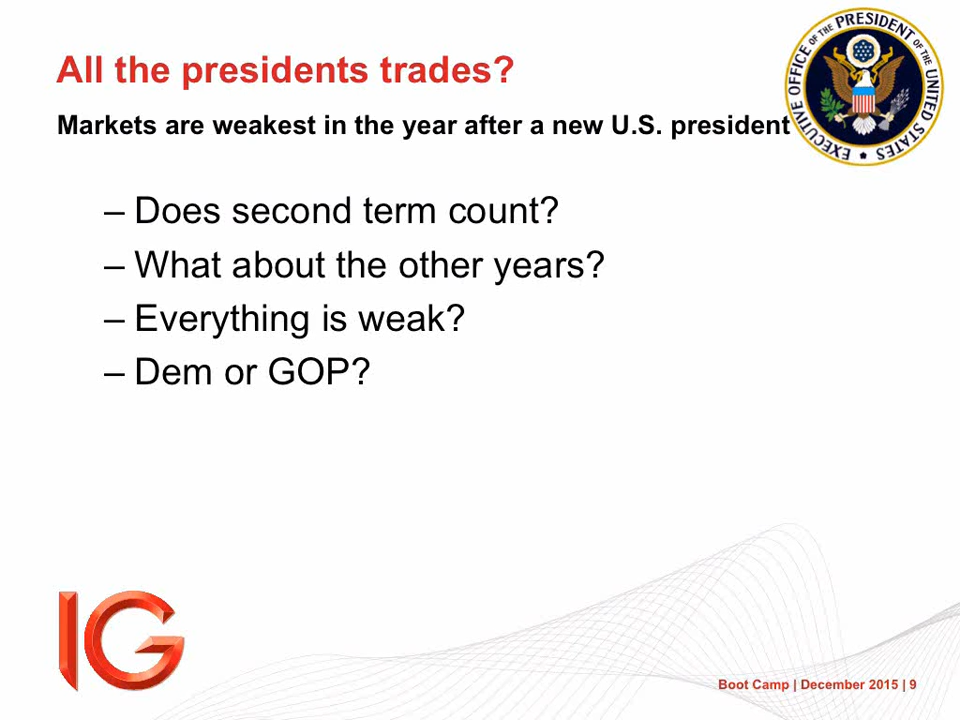 All the presidents trades?
Markets are weakest in the year after a new U.S. president
EXECUTIVE OFFICE OF THE PRESIDENT OF THE UNITED STATES
– Does second term count?
– What about the other years?
– Everything is weak?
– Dem or GOP?
IG
Boot Camp | December 2015 | 9